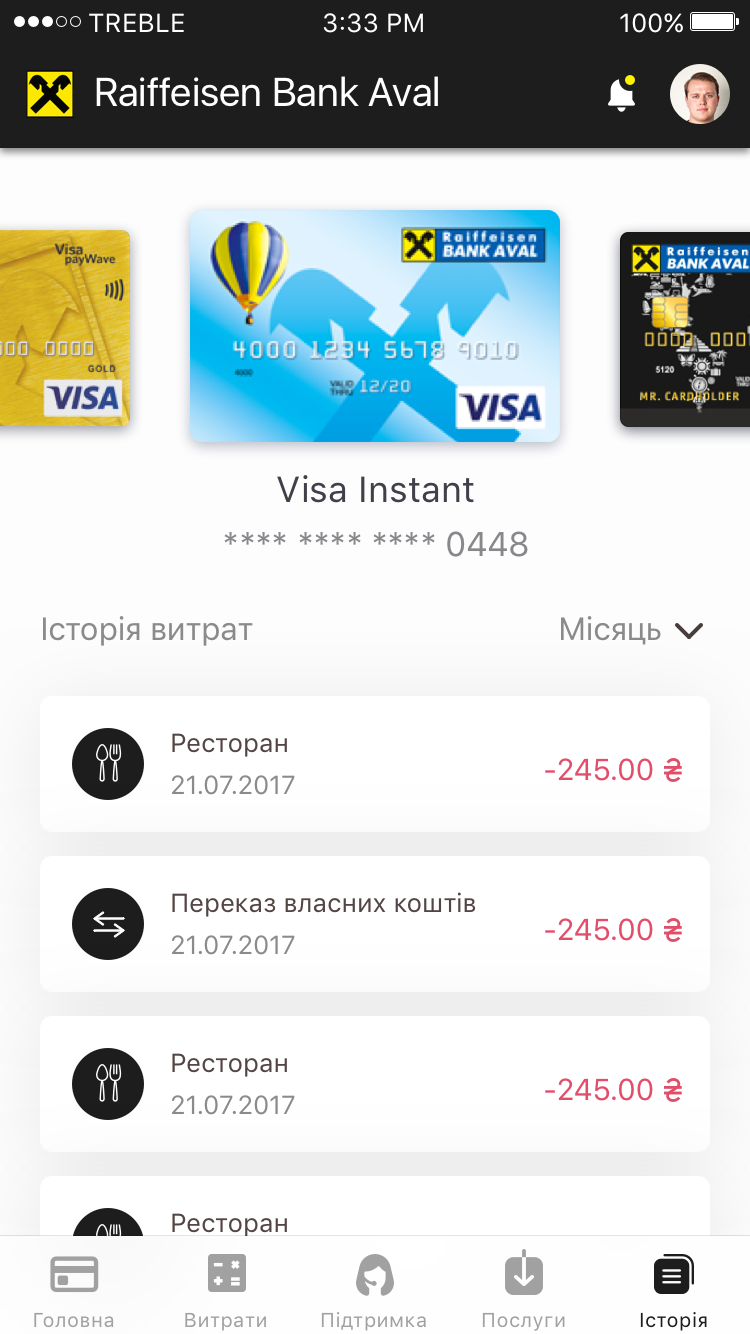 TREBLE 3:33 PM 100%
Raiffeisen Bank Aval
Visa
payWave
0000
GOLD
VISA
Raiffeisen
BANK AVAL
4000 1234 5678 9010
4000
VALID
THRU 12/20
VISA
Raiffeisen
BANK AVAL
5120
MR. CARDHOLDER
Visa Instant
**** **** **** 0448
Історія витрат Місяць
Ресторан
21.07.2017
-245.00 ₴
Переказ власних коштів
21.07.2017
-245.00 ₴
Ресторан
21.07.2017
-245.00 ₴
Ресторан
Головна Витрати Підтримка Послуги Історія